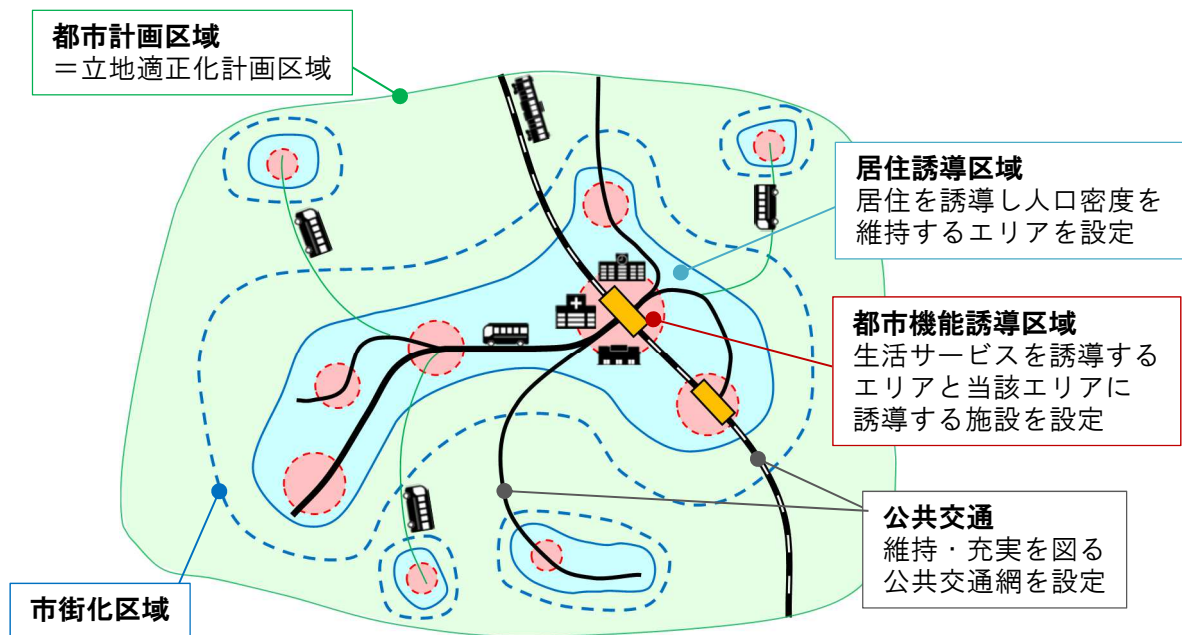 都市計画区域
＝立地適正化計画区域
居住誘導区域
居住を誘導し人口密度を
維持するエリアを設定
都市機能誘導区域
生活サービスを誘導する
エリアと当該エリアに
誘導する施設を設定
公共交通
維持・充実を図る
公共交通網を設定
市街化区域